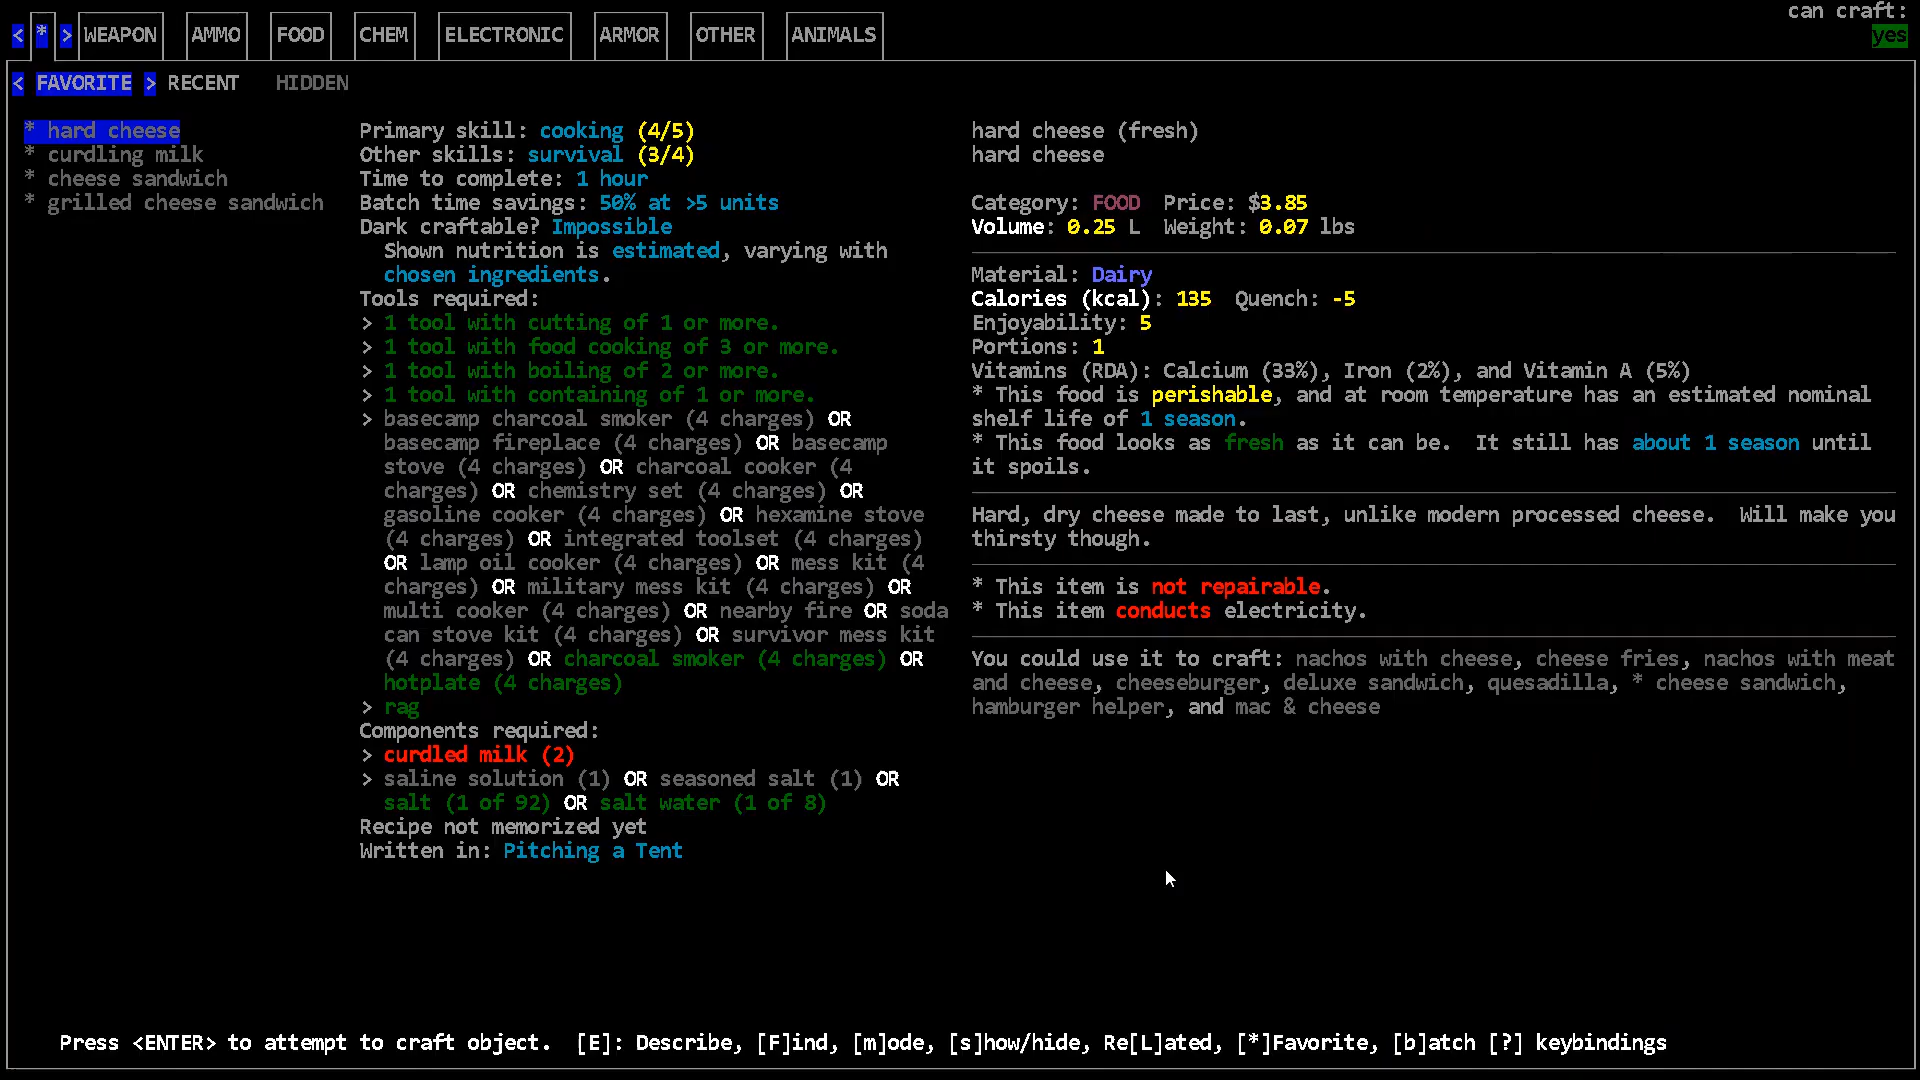 can craft:
< * > WEAPON AMMO FOOD CHEM ELECTRONIC ARMOR OTHER ANIMALS
yes
< FAVORITE > RECENT HIDDEN
* hard cheese
* curdling milk
* cheese sandwich
* grilled cheese sandwich
Primary skill: cooking (4/5)
Other skills: survival (3/4)
Time to complete: 1 hour
Batch time savings: 50% at >5 units
Dark craftable? Impossible
Shown nutrition is estimated, varying with
chosen ingredients.
Tools required:
> 1 tool with cutting of 1 or more.
> 1 tool with food cooking of 3 or more.
> 1 tool with boiling of 2 or more.
> 1 tool with containing of 1 or more.
> basecamp charcoal smoker (4 charges) OR
basecamp fireplace (4 charges) OR basecamp
stove (4 charges) OR charcoal cooker (4
charges) OR chemistry set (4 charges) OR
gasoline cooker (4 charges) OR hexamine stove
(4 charges) OR integrated toolset (4 charges)
OR lamp oil cooker (4 charges) OR mess kit (4
charges) OR military mess kit (4 charges) OR
multi cooker (4 charges) OR nearby fire OR soda
can stove kit (4 charges) OR survivor mess kit
(4 charges) OR charcoal smoker (4 charges) OR
hotplate (4 charges)
> rag
Components required:
> curdled milk (2)
> saline solution (1) OR seasoned salt (1) OR
salt (1 of 92) OR salt water (1 of 8)
Recipe not memorized yet
Written in: Pitching a Tent
hard cheese (fresh)
hard cheese
Category: FOOD Price: $3.85
Volume: 0.25 L Weight: 0.07 lbs
Material: Dairy
Calories (kcal): 135 Quench: -5
Enjoyability: 5
Portions: 1
Vitamins (RDA): Calcium (33%), Iron (2%), and Vitamin A (5%)
* This food is perishable, and at room temperature has an estimated nominal
shelf life of 1 season.
* This food looks as fresh as it can be. It still has about 1 season until
it spoils.
Hard, dry cheese made to last, unlike modern processed cheese. Will make you
thirsty though.
* This item is not repairable.
* This item conducts electricity.
You could use it to craft: nachos with cheese, cheese fries, nachos with meat
and cheese, cheeseburger, deluxe sandwich, quesadilla, * cheese sandwich,
hamburger helper, and mac & cheese
Press <ENTER> to attempt to craft object. [E]: Describe, [F]ind, [m]ode, [s]how/hide, Re[L]ated, [*]Favorite, [b]atch [?] keybindings